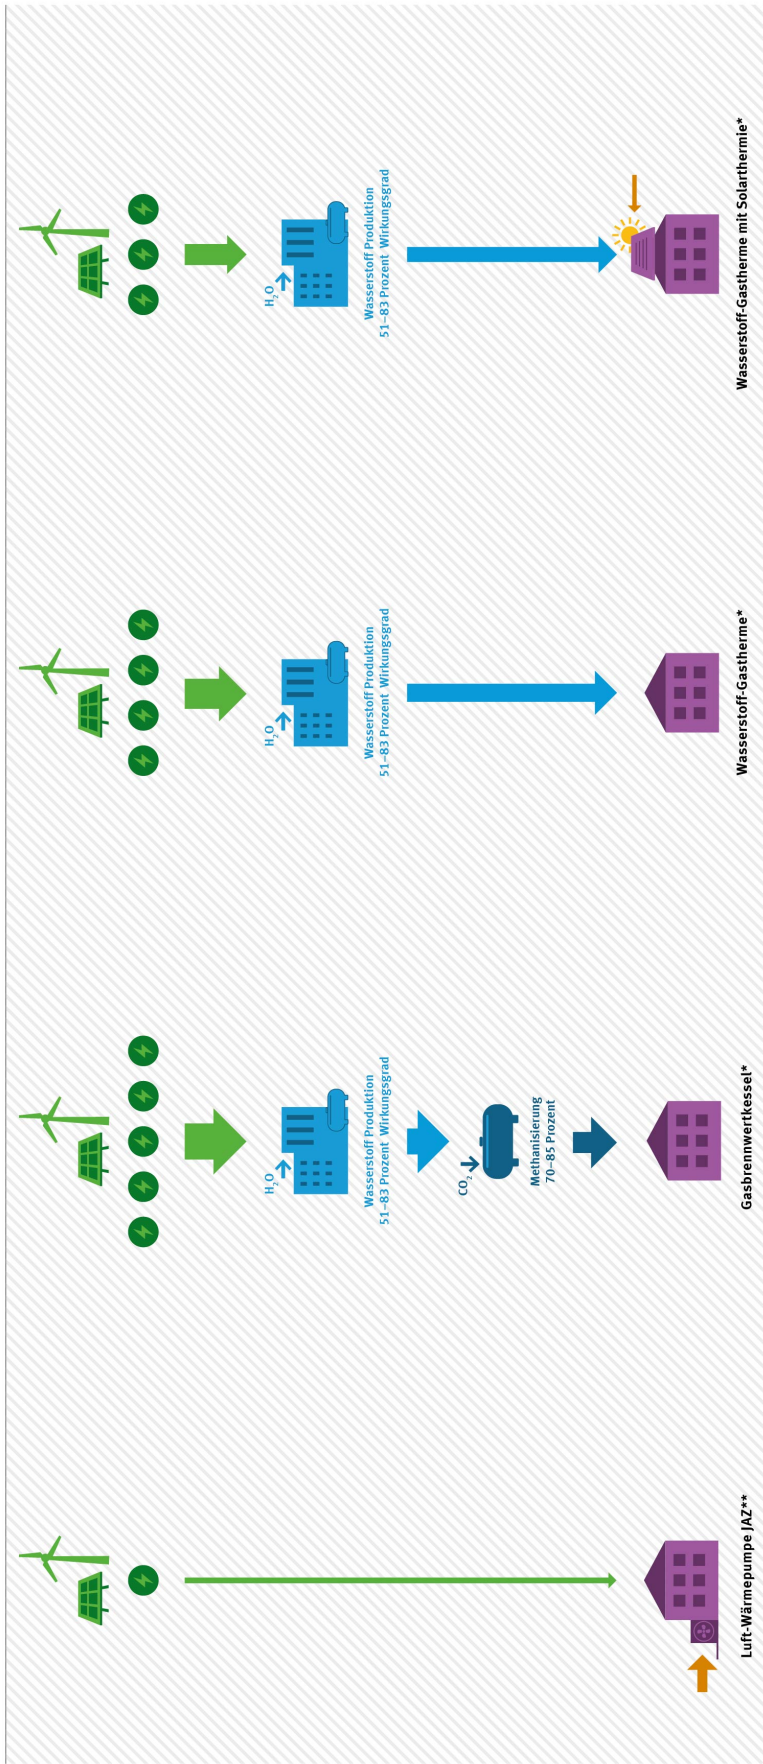 Luft-Wärmepumpe JAZ**
H₂O
Wasserstoff Produktion
51–83 Prozent Wirkungsgrad
CO₂
Methanisierung
70–85 Prozent
Gasbrennwertkessel*
H₂O
Wasserstoff Produktion
51–83 Prozent Wirkungsgrad
Wasserstoff-Gastherme*
H₂O
Wasserstoff Produktion
51–83 Prozent Wirkungsgrad
Wasserstoff-Gastherme mit Solarthermie*